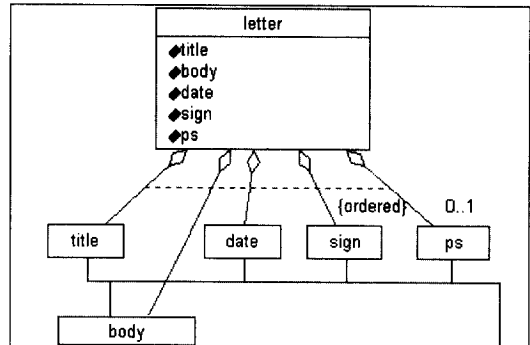 letter
title
body
date
sign
ps
{ordered} 0..1
title date sign ps
body